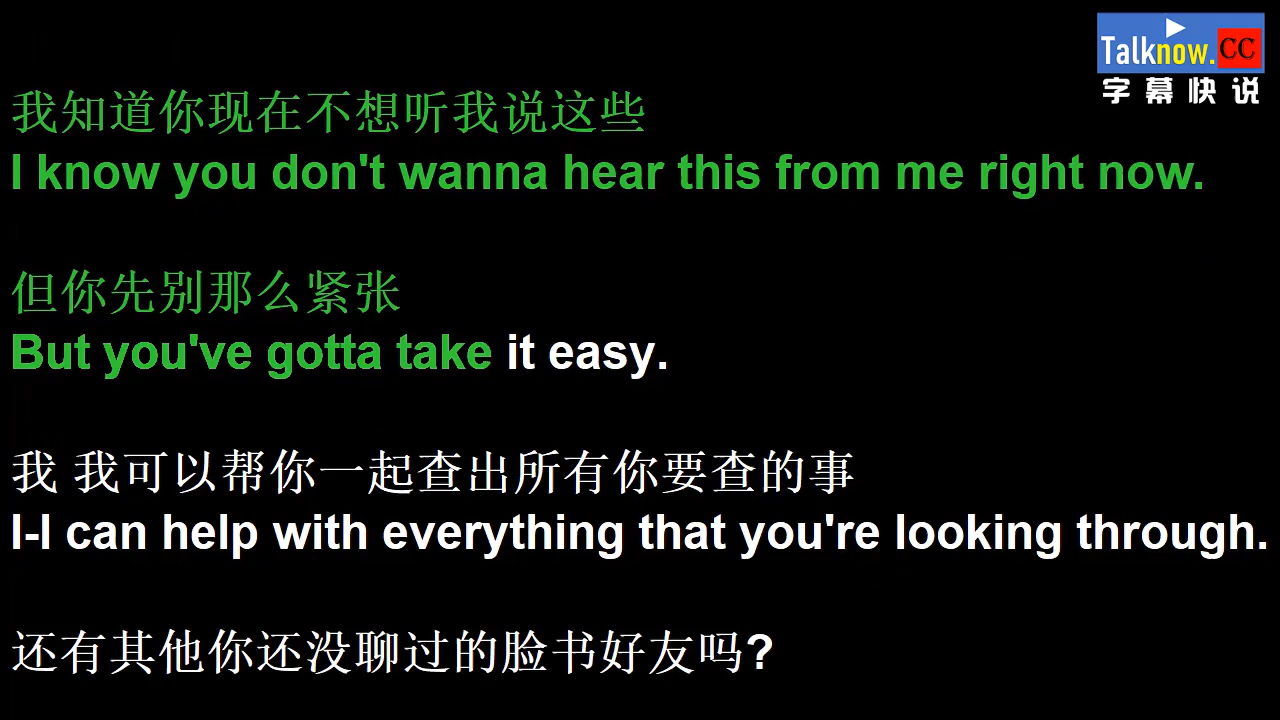 Talknow.CC
字幕快说
我知道你现在不想听我说这些
I know you don't wanna hear this from me right now.
但你先别那么紧张
But you've gotta take it easy.
我 我可以帮你一起查出所有你要查的事
I-I can help with everything that you're looking through.
还有其他你还没聊过的脸书好友吗?